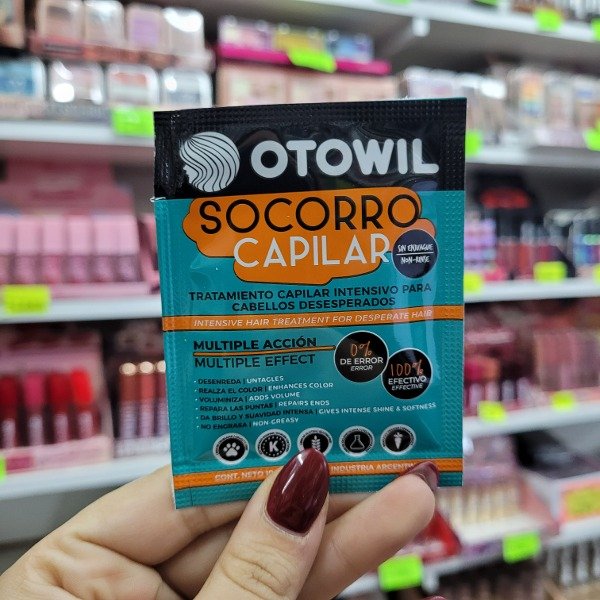 OTOWIL
SOCORRO
CAPILAR
SIN ENJUAGUE
NON-RINSE
TRATAMIENTO CAPILAR INTENSIVO PARA
CABELLOS DESESPERADOS
INTENSIVE HAIR TREATMENT FOR DESPERATE HAIR
MULTIPLE ACCIÓN
MULTIPLE EFFECT
0%
DE ERROR
ERROR
100%
EFECTIVO
EFFECTIVE
• DESENREDA | UNTAGLES
• REALZA EL COLOR | ENHANCES COLOR
• VOLUMINIZA | ADDS VOLUME
• REPARA LAS PUNTAS | REPAIRS ENDS
• DA BRILLO Y SUAVIDAD INTENSA | GIVES INTENSE SHINE & SOFTNESS
• NO ENGRASA | NON-GREASY
K
CONT. NETO
INDUSTRIA